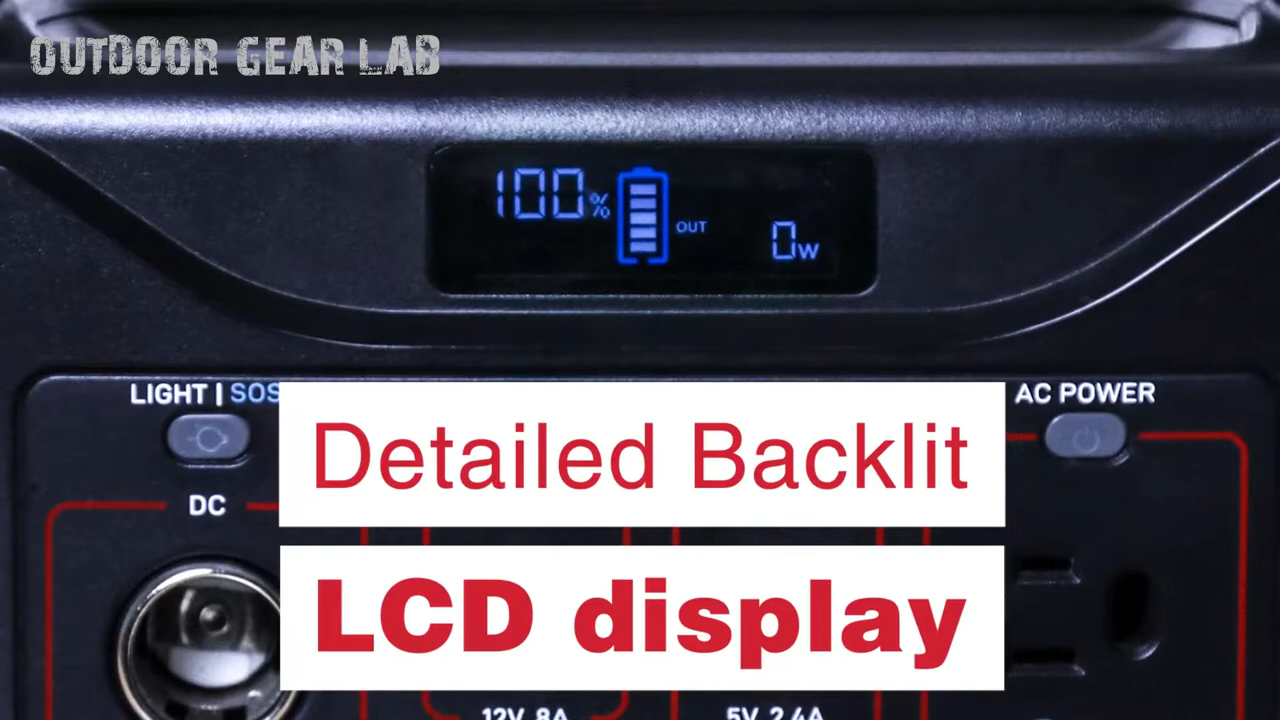 OUTDOOR GEAR LAB
100%
OUT
0W
LIGHT | SOS
AC POWER
Detailed Backlit
DC
LCD display
12V 8A
5V 2.4A